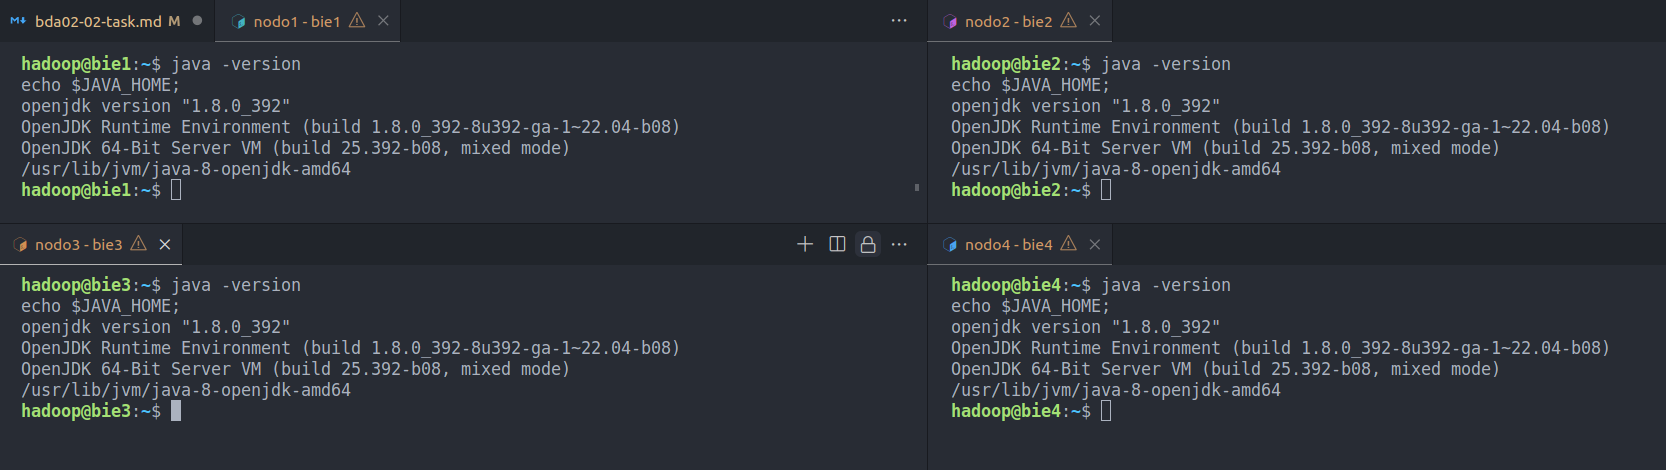 bda02-02-task.md M
nodo1 - bie1
hadoop@bie1:~$ java -version
echo $JAVA_HOME;
openjdk version "1.8.0_392"
OpenJDK Runtime Environment (build 1.8.0_392-8u392-ga-1~22.04-b08)
OpenJDK 64-Bit Server VM (build 25.392-b08, mixed mode)
/usr/lib/jvm/java-8-openjdk-amd64
hadoop@bie1:~$
nodo2 - bie2
hadoop@bie2:~$ java -version
echo $JAVA_HOME;
openjdk version "1.8.0_392"
OpenJDK Runtime Environment (build 1.8.0_392-8u392-ga-1~22.04-b08)
OpenJDK 64-Bit Server VM (build 25.392-b08, mixed mode)
/usr/lib/jvm/java-8-openjdk-amd64
hadoop@bie2:~$
nodo3 - bie3
hadoop@bie3:~$ java -version
echo $JAVA_HOME;
openjdk version "1.8.0_392"
OpenJDK Runtime Environment (build 1.8.0_392-8u392-ga-1~22.04-b08)
OpenJDK 64-Bit Server VM (build 25.392-b08, mixed mode)
/usr/lib/jvm/java-8-openjdk-amd64
hadoop@bie3:~$
nodo4 - bie4
hadoop@bie4:~$ java -version
echo $JAVA_HOME;
openjdk version "1.8.0_392"
OpenJDK Runtime Environment (build 1.8.0_392-8u392-ga-1~22.04-b08)
OpenJDK 64-Bit Server VM (build 25.392-b08, mixed mode)
/usr/lib/jvm/java-8-openjdk-amd64
hadoop@bie4:~$